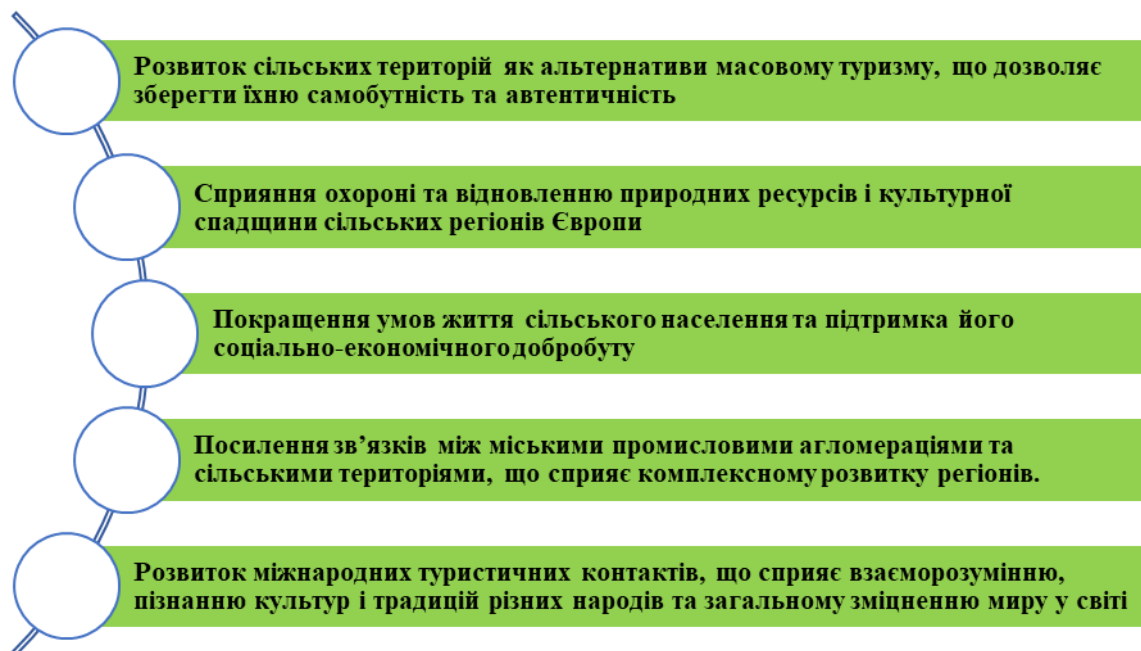 Розвиток сільських територій як альтернативи масовому туризму, що дозволяє
зберегти їхню самобутність та автентичність
Сприяння охороні та відновленню природних ресурсів і культурної
спадщини сільських регіонів Європи
Покращення умов життя сільського населення та підтримка його
соціально-економічного добробуту
Посилення зв’язків між міськими промисловими агломераціями та
сільськими територіями, що сприяє комплексному розвитку регіонів.
Розвиток міжнародних туристичних контактів, що сприяє взаєморозумінню,
пізнанню культур і традицій різних народів та загальному зміцненню миру у світі